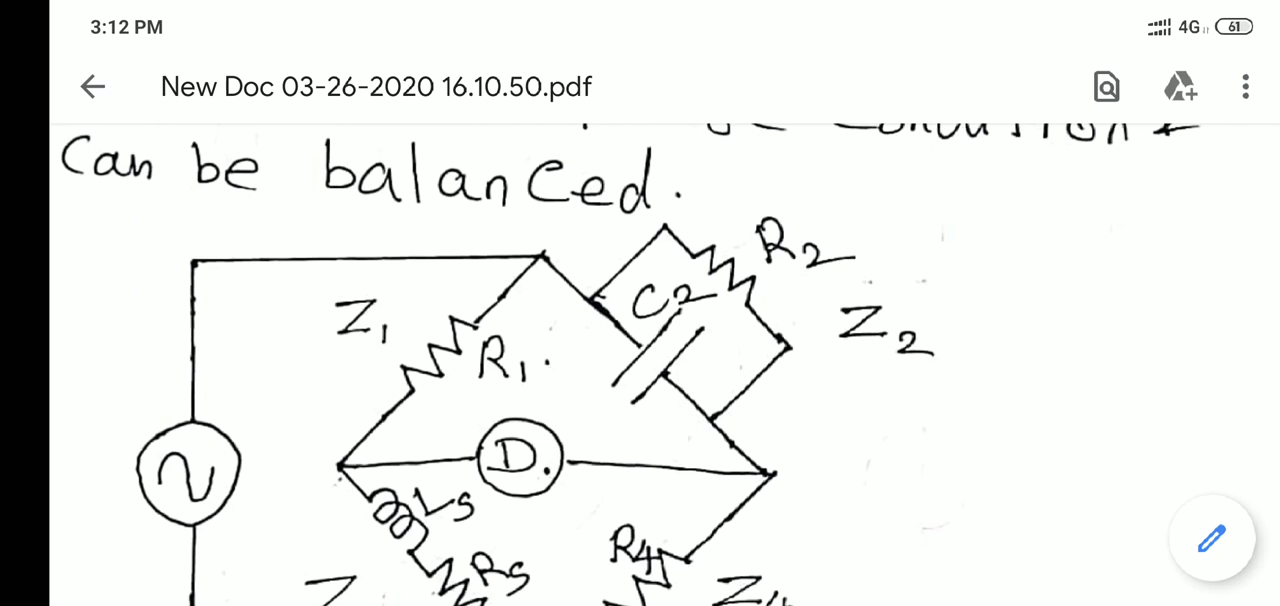 3:12 PM 4G 61
New Doc 03-26-2020 16.10.50.pdf
Can be balanced.
R2
C2
Z1
Z2
R1.
D.
Ls
R4
Rs
Z4